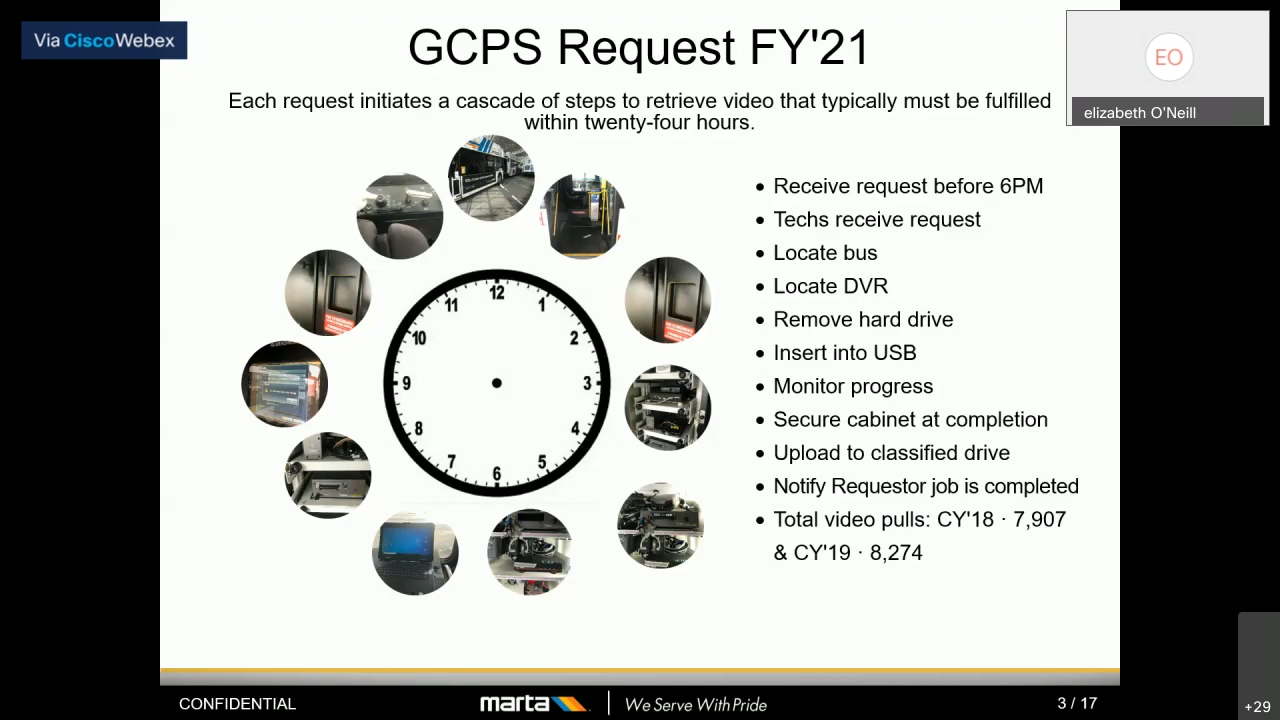 Via CiscoWebex
GCPS Request FY'21
EO
elizabeth O'Neill
Each request initiates a cascade of steps to retrieve video that typically must be fulfilled
within twenty-four hours.
12
11
1
10
2
9
3
8
4
7
5
6
• Receive request before 6PM
• Techs receive request
• Locate bus
• Locate DVR
• Remove hard drive
• Insert into USB
• Monitor progress
• Secure cabinet at completion
• Upload to classified drive
• Notify Requestor job is completed
• Total video pulls: CY'18 · 7,907
& CY'19 · 8,274
CONFIDENTIAL
marta
We Serve With Pride
3 / 17
+29